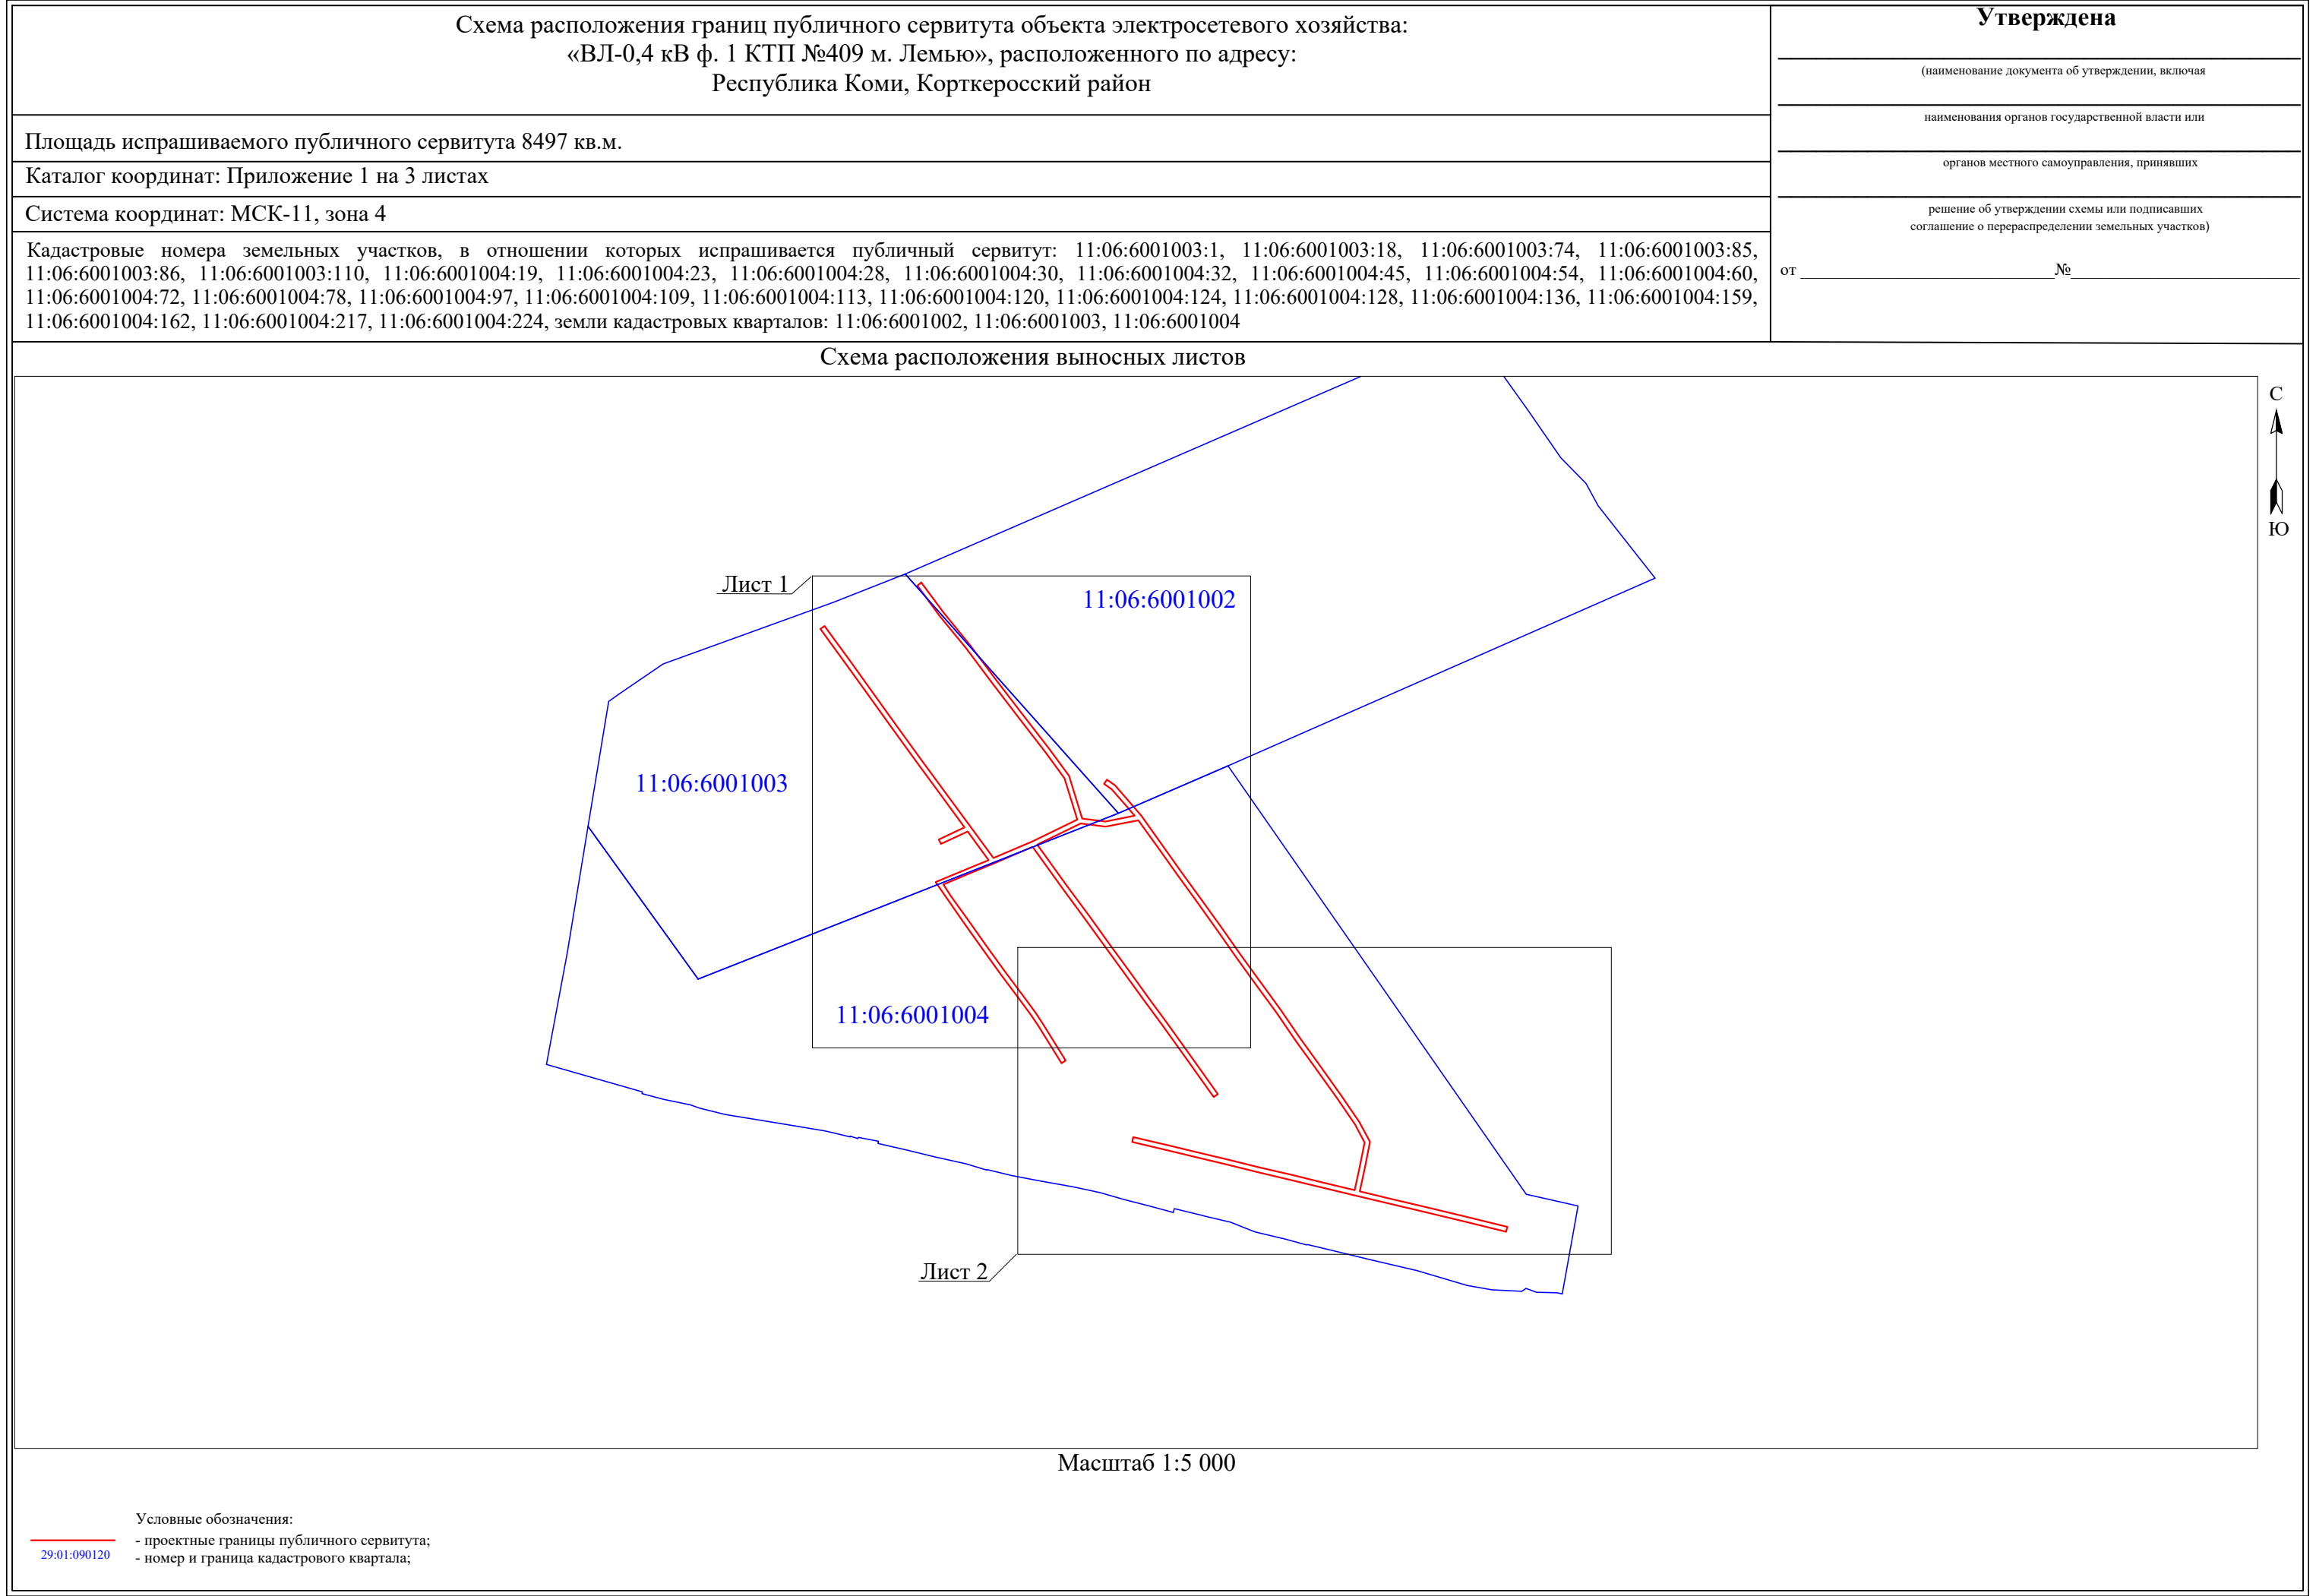 Схема расположения границ публичного сервитута объекта электросетевого хозяйства:
«ВЛ-0,4 кВ ф. 1 КТП №409 м. Лемью», расположенного по адресу:
Республика Коми, Корткеросский район
Площадь испрашиваемого публичного сервитута 8497 кв.м.
Каталог координат: Приложение 1 на 3 листах
Система координат: МСК-11, зона 4
Кадастровые номера земельных участков, в отношении которых испрашивается публичный сервитут: 11:06:6001003:1, 11:06:6001003:18, 11:06:6001003:74, 11:06:6001003:85,
11:06:6001003:86, 11:06:6001003:110, 11:06:6001004:19, 11:06:6001004:23, 11:06:6001004:28, 11:06:6001004:30, 11:06:6001004:32, 11:06:6001004:45, 11:06:6001004:54, 11:06:6001004:60,
11:06:6001004:72, 11:06:6001004:78, 11:06:6001004:97, 11:06:6001004:109, 11:06:6001004:113, 11:06:6001004:120, 11:06:6001004:124, 11:06:6001004:128, 11:06:6001004:136, 11:06:6001004:159,
11:06:6001004:162, 11:06:6001004:217, 11:06:6001004:224, земли кадастровых кварталов: 11:06:6001002, 11:06:6001003, 11:06:6001004
Утверждена
(наименование документа об утверждении, включая
наименования органов государственной власти или
органов местного самоуправления, принявших
решение об утверждении схемы или подписавших
соглашение о перераспределении земельных участков)
от №
Схема расположения выносных листов
С
Ю
Лист 1
11:06:6001002
11:06:6001003
11:06:6001004
Лист 2
Масштаб 1:5 000
Условные обозначения:
- проектные границы публичного сервитута;
29:01:090120 - номер и граница кадастрового квартала;